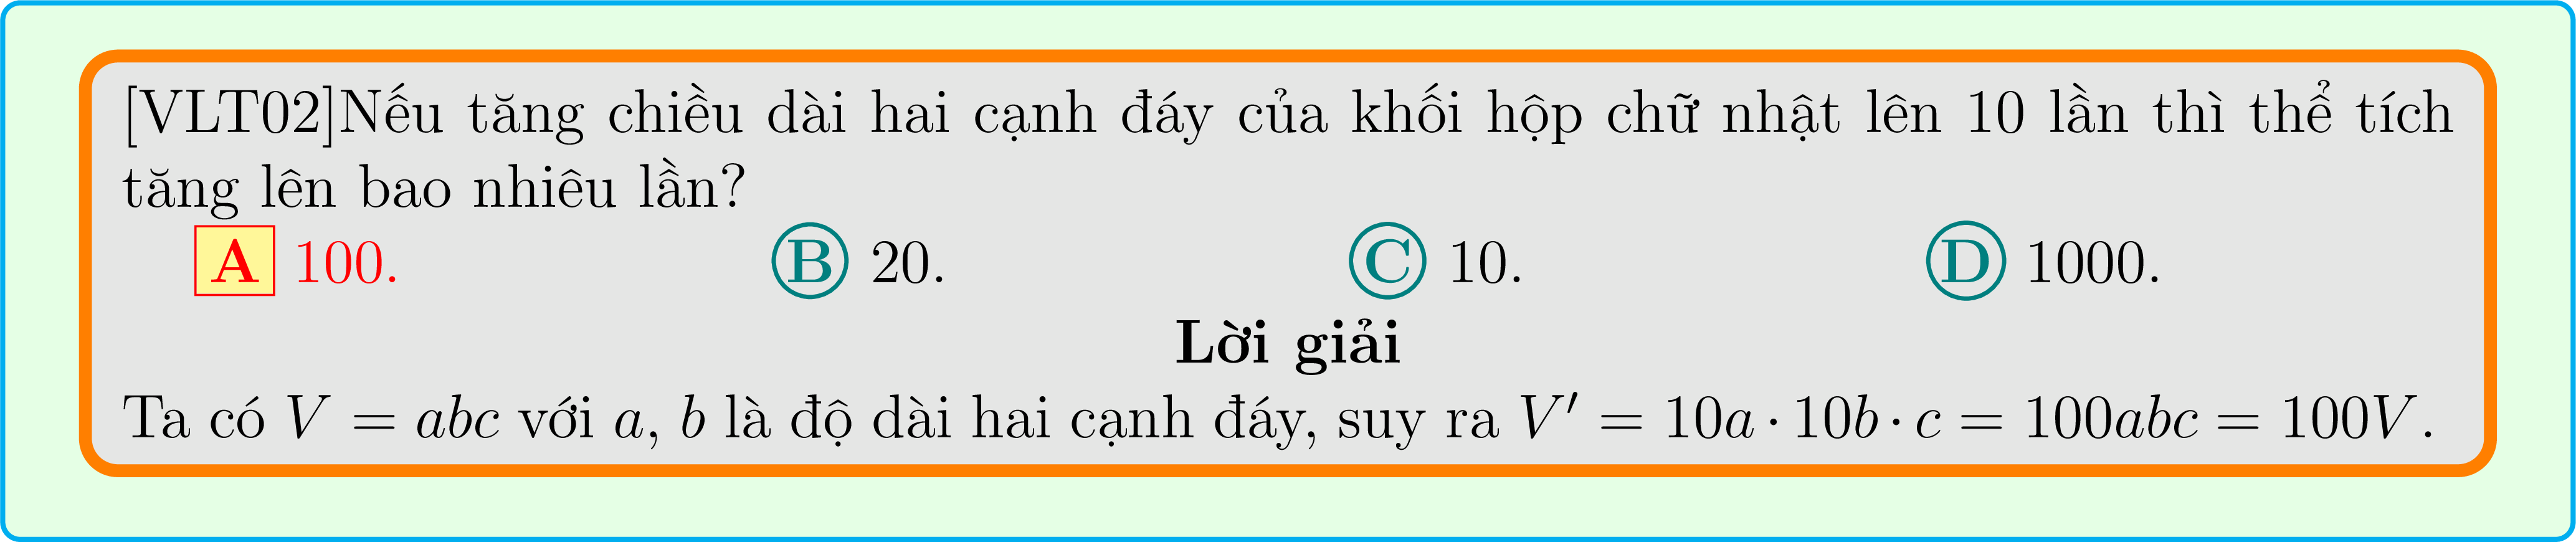 [VLT02]Nếu tăng chiều dài hai cạnh đáy của khối hộp chữ nhật lên 10 lần thì thể tích
tăng lên bao nhiêu lần?
A 100. B 20. C 10. D 1000.
Lời giải
Ta có V = abc với a, b là độ dài hai cạnh đáy, suy ra V′ = 10a · 10b · c = 100abc = 100V.